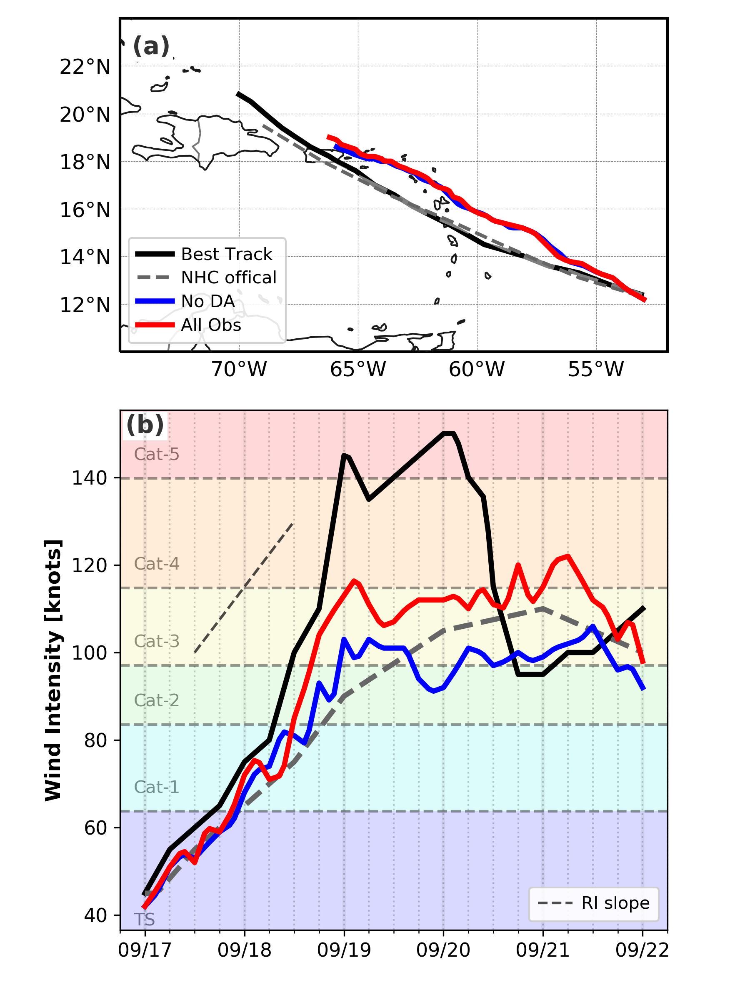 (a)
22°N
20°N
18°N
16°N
14°N
12°N
Best Track
NHC offical
No DA
All Obs
70°W 65°W 60°W 55°W
(b)
Wind Intensity [knots]
140
120
100
80
60
40
Cat-5
Cat-4
Cat-3
Cat-2
Cat-1
TS
RI slope
09/17 09/18 09/19 09/20 09/21 09/22